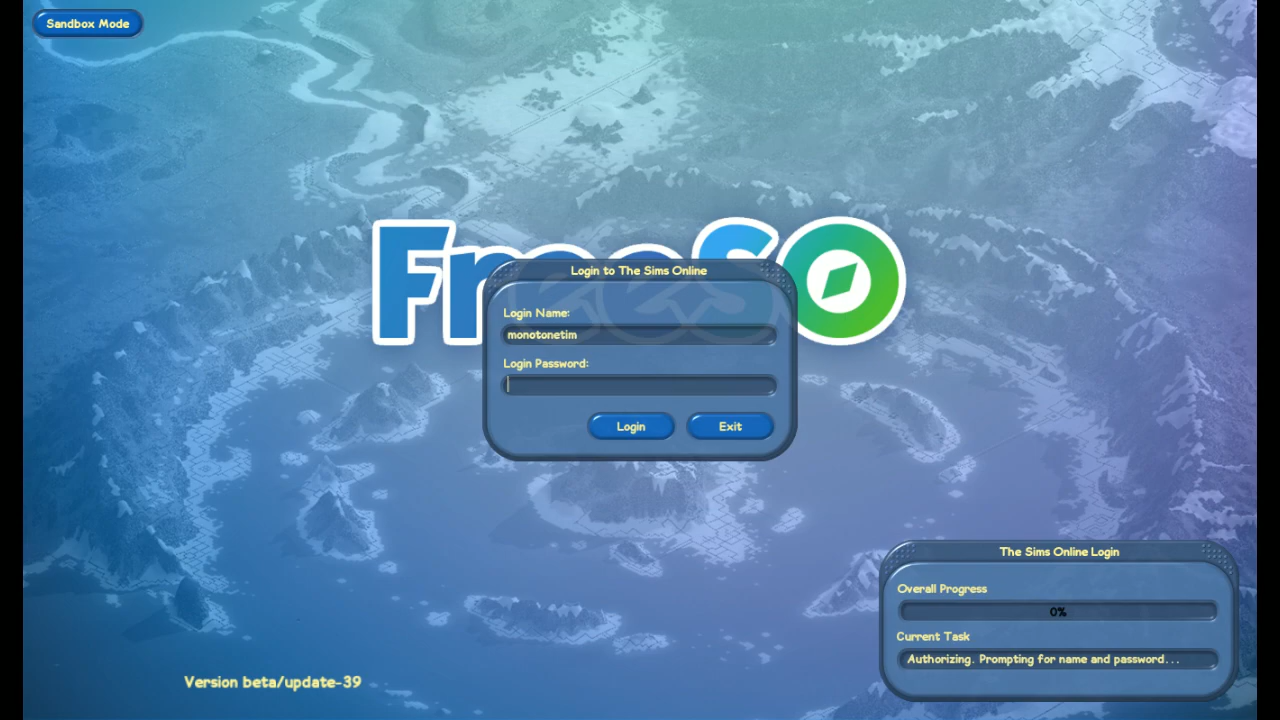 Sandbox Mode
FreeSO
Login to The Sims Online
Login Name:
monotonetim
Login Password:
Login
Exit
The Sims Online Login
Overall Progress
0%
Current Task
Authorizing. Prompting for name and password...
Version beta/update-39